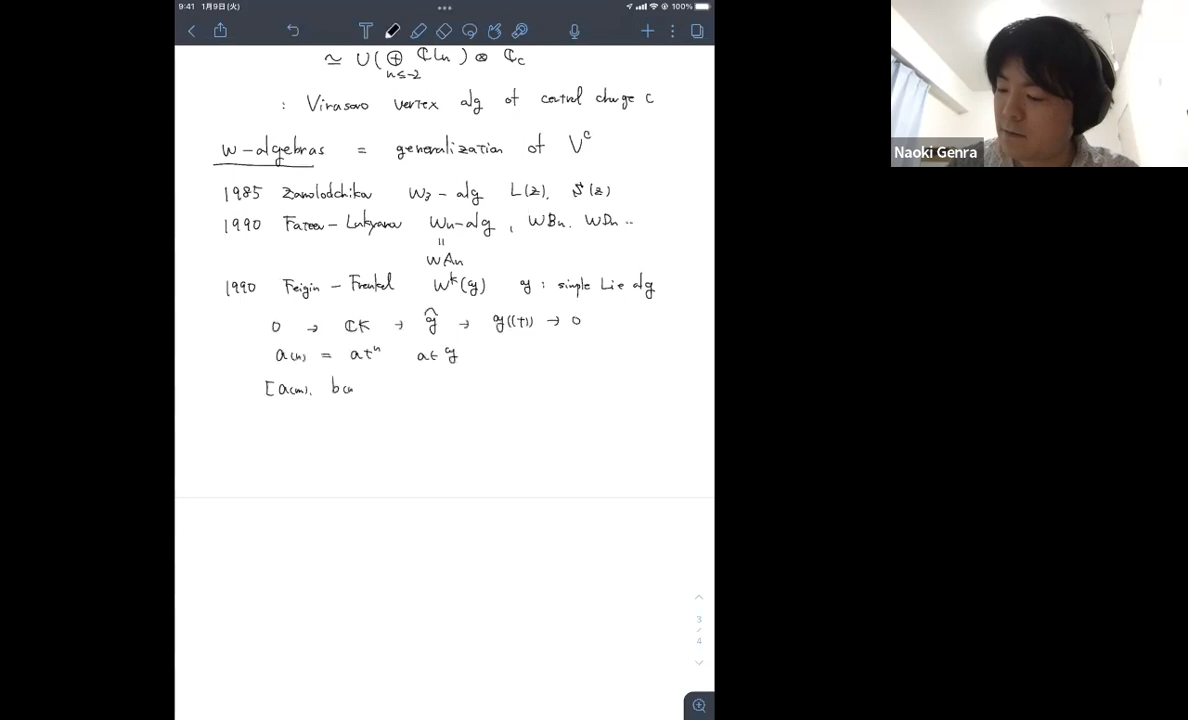 9:41 1月9日(火)
100%
≃ U(⊕ ℂLn) ⊗ ℂc
n≤-2
: Virasoro vertex alg of central charge c
W-algebras = generalization of V^c
1985 Zamolodchikov W3-alg L(z), S(z)
1990 Fateev-Lukyanov Wn-alg, WBn, WDn ..
=
WAn
1990 Feigin-Frenkel W^k(g) g : simple Lie alg
0 → ℂK → ĝ → g((t)) → 0
a(n) = at^n a∈g
[a(m), b(n
3
/
4
Naoki Genra